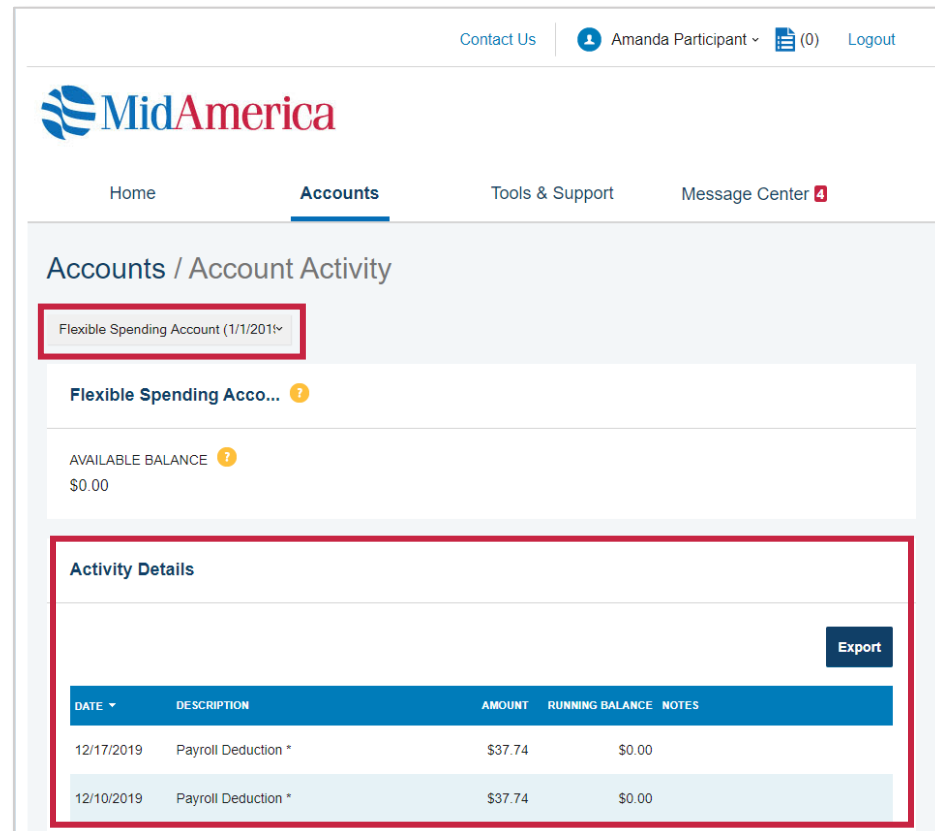 Contact Us Amanda Participant (0) Logout
MidAmerica
Home Accounts Tools & Support Message Center 4
Accounts / Account Activity
Flexible Spending Account (1/1/2019
Flexible Spending Acco... ?
AVAILABLE BALANCE ?
$0.00
Activity Details
Export
DATE DESCRIPTION AMOUNT RUNNING BALANCE NOTES
12/17/2019 Payroll Deduction * $37.74 $0.00
12/10/2019 Payroll Deduction * $37.74 $0.00